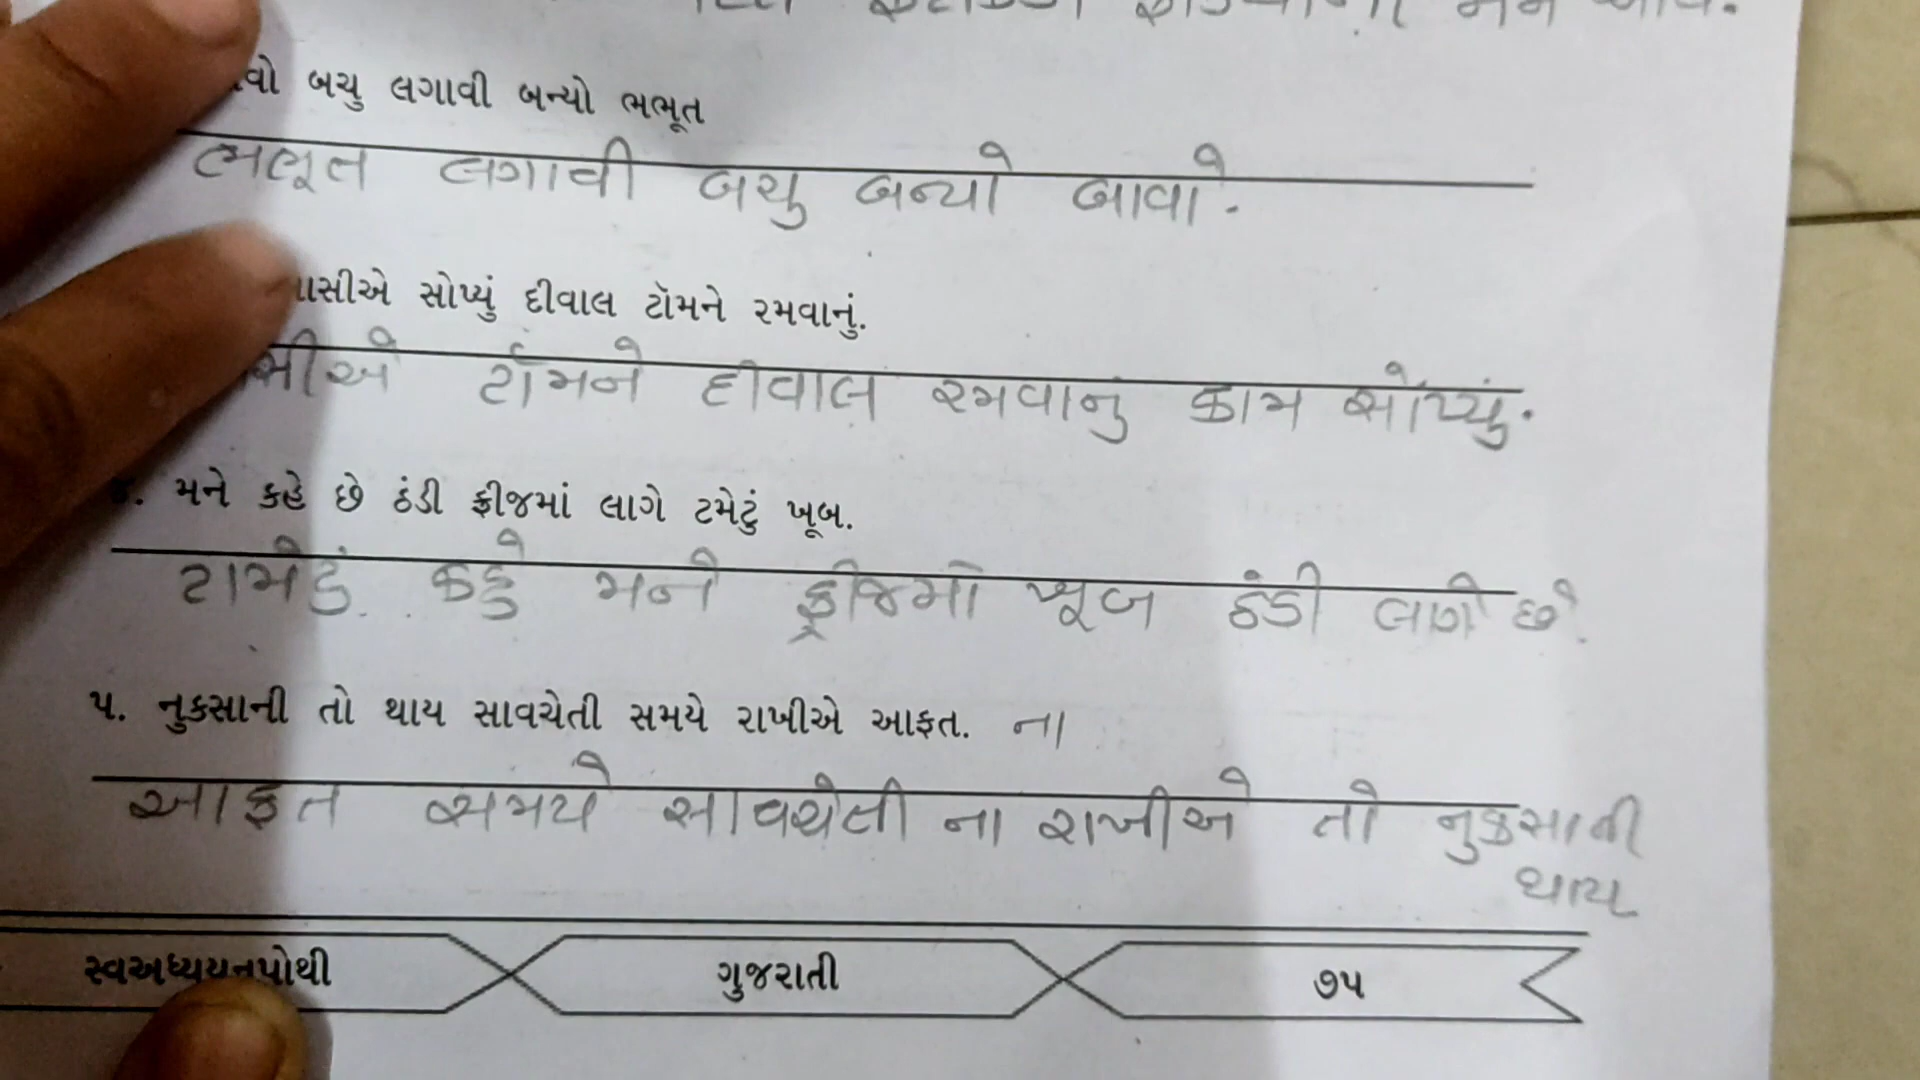 બચુ લગાવી બન્યો ભભૂત
ભભૂત લગાવી બચુ બન્યો બાવો.
સોપ્યું દીવાલ ટૉમને રમવાનું.
ટૉમને દીવાલ રમવાનું કામ સોંપ્યું.
મને કહે છે ઠંડી ફ્રીજમાં લાગે ટમેટું ખૂબ.
ટામેટું કહે મને ફ્રીજમાં ખૂબ ઠંડી લાગે છે.
૫. નુકસાની તો થાય સાવચેતી સમયે રાખીએ આફત. ના
આફત સમયે સાવચેતી ના રાખીએ તો નુકસાની
થાય
સ્વઅધ્યયનપોથી ગુજરાતી ૭૫